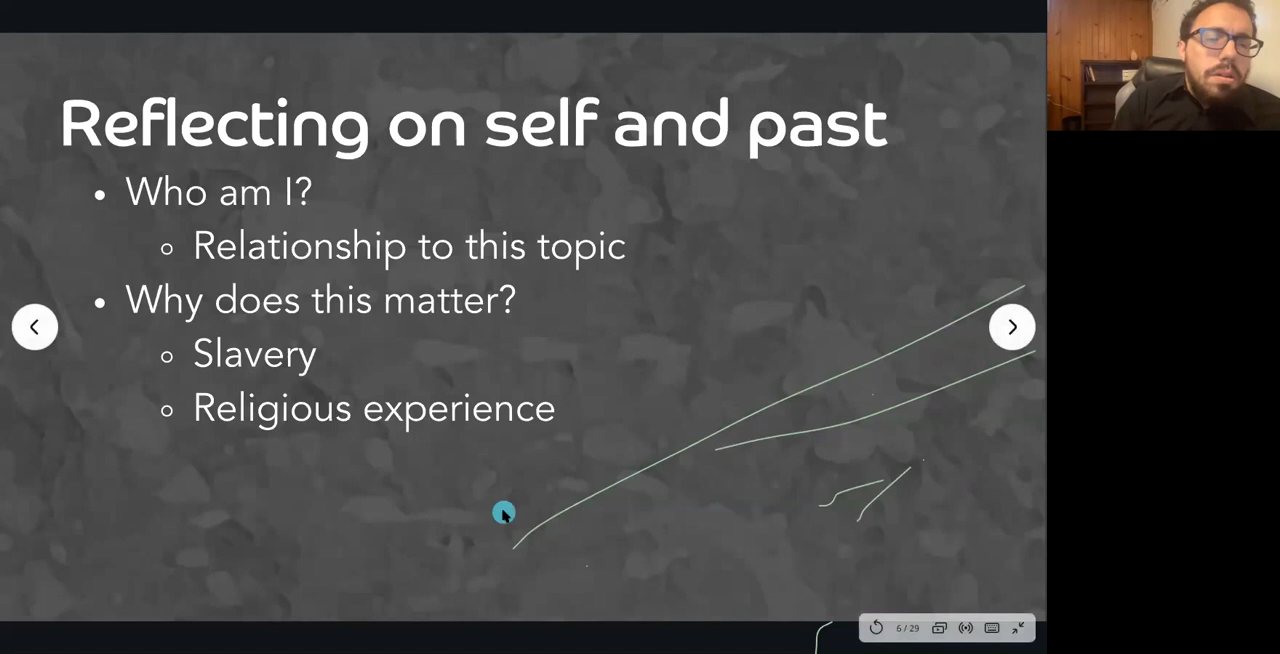 Reflecting on self and past
• Who am I?
○ Relationship to this topic
• Why does this matter?
○ Slavery
○ Religious experience
6 / 29